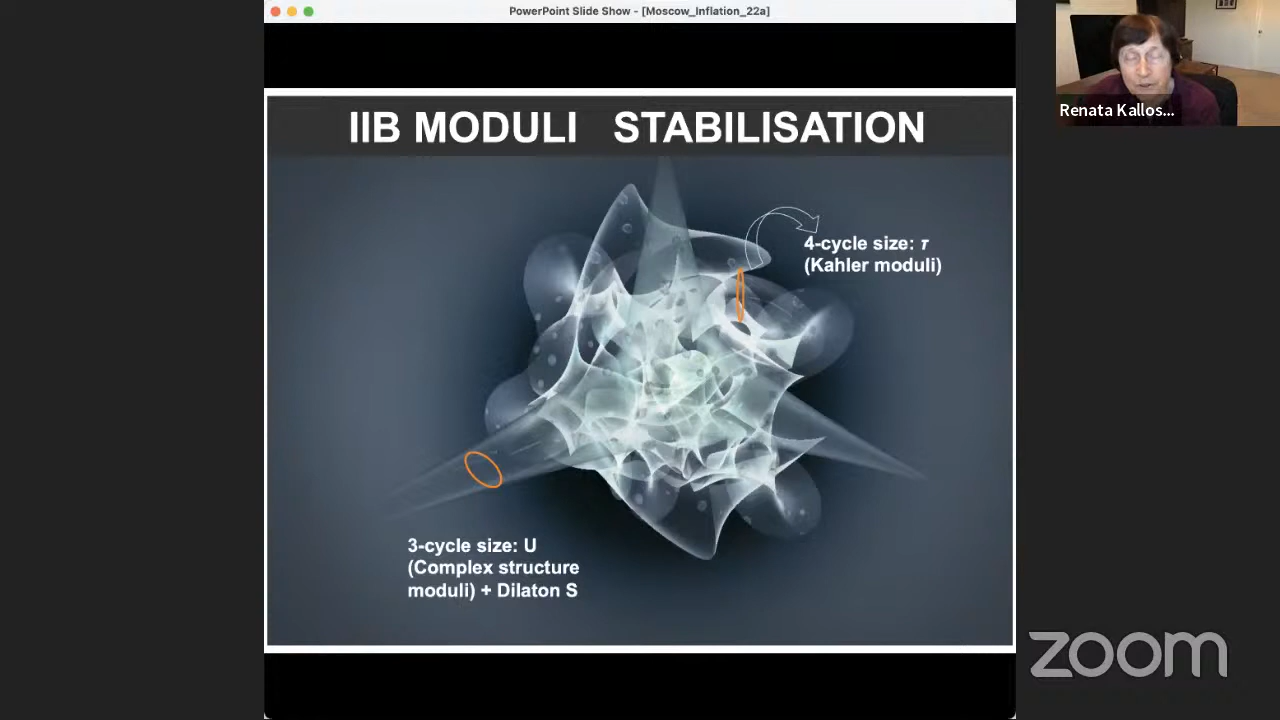 PowerPoint Slide Show - [Moscow_Inflation_22a]
Renata Kallos...
IIB MODULI STABILISATION
4-cycle size: τ
(Kahler moduli)
3-cycle size: U
(Complex structure
moduli) + Dilaton S
zoom